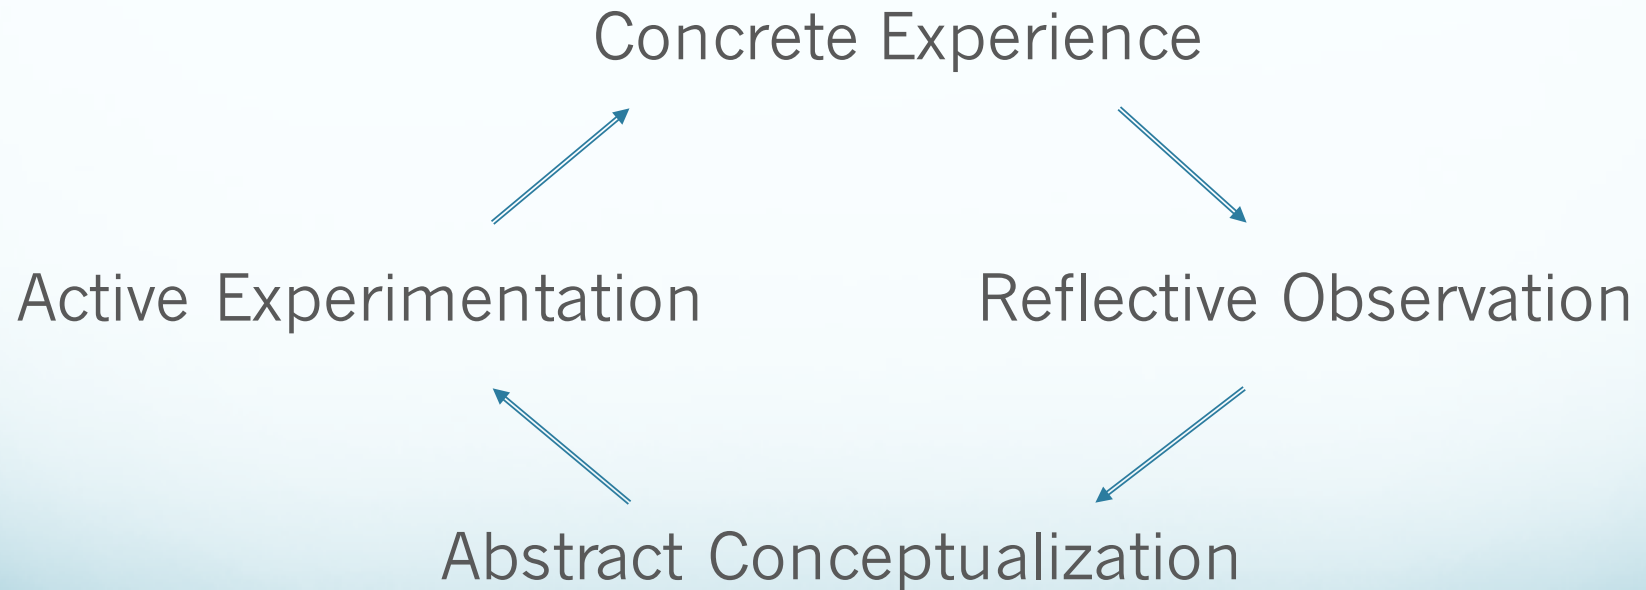 Concrete Experience
Active Experimentation
Reflective Observation
Abstract Conceptualization